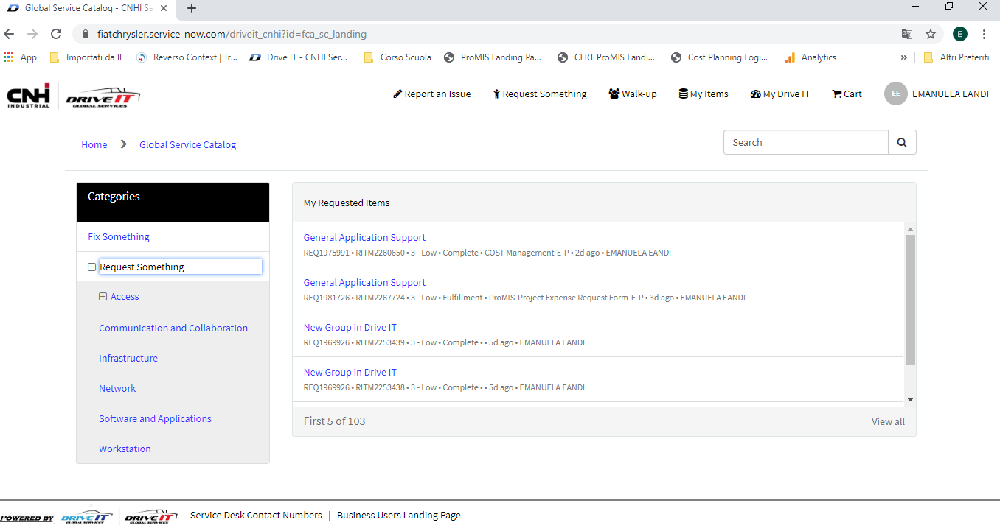 Global Service Catalog - CNHI Se
fiatchrysler.service-now.com/driveit_cnhi?id=fca_sc_landing
E
App Importati da IE Reverso Context | Tr... Drive IT - CNHI Ser... Corso Scuola ProMIS Landing Pa... CERT ProMIS Landi... Cost Planning Logi... Analytics » Altri Preferiti
CNHI INDUSTRIAL DRIVE IT GLOBAL SERVICES
Report an Issue Request Something Walk-up My Items My Drive IT Cart EE EMANUELA EANDI
Home Global Service Catalog
Search
Categories
Fix Something
Request Something
Access
Communication and Collaboration
Infrastructure
Network
Software and Applications
Workstation
My Requested Items
General Application Support
REQ1975991 • RITM2260650 • 3 - Low • Complete • COST Management-E-P • 2d ago • EMANUELA EANDI
General Application Support
REQ1981726 • RITM2267724 • 3 - Low • Fulfillment • ProMIS-Project Expense Request Form-E-P • 3d ago • EMANUELA EANDI
New Group in Drive IT
REQ1969926 • RITM2253439 • 3 - Low • Complete • • 5d ago • EMANUELA EANDI
New Group in Drive IT
REQ1969926 • RITM2253438 • 3 - Low • Complete • • 5d ago • EMANUELA EANDI
First 5 of 103
View all
POWERED BY DRIVE IT GLOBAL SERVICES DRIVE IT GLOBAL SERVICES Service Desk Contact Numbers | Business Users Landing Page